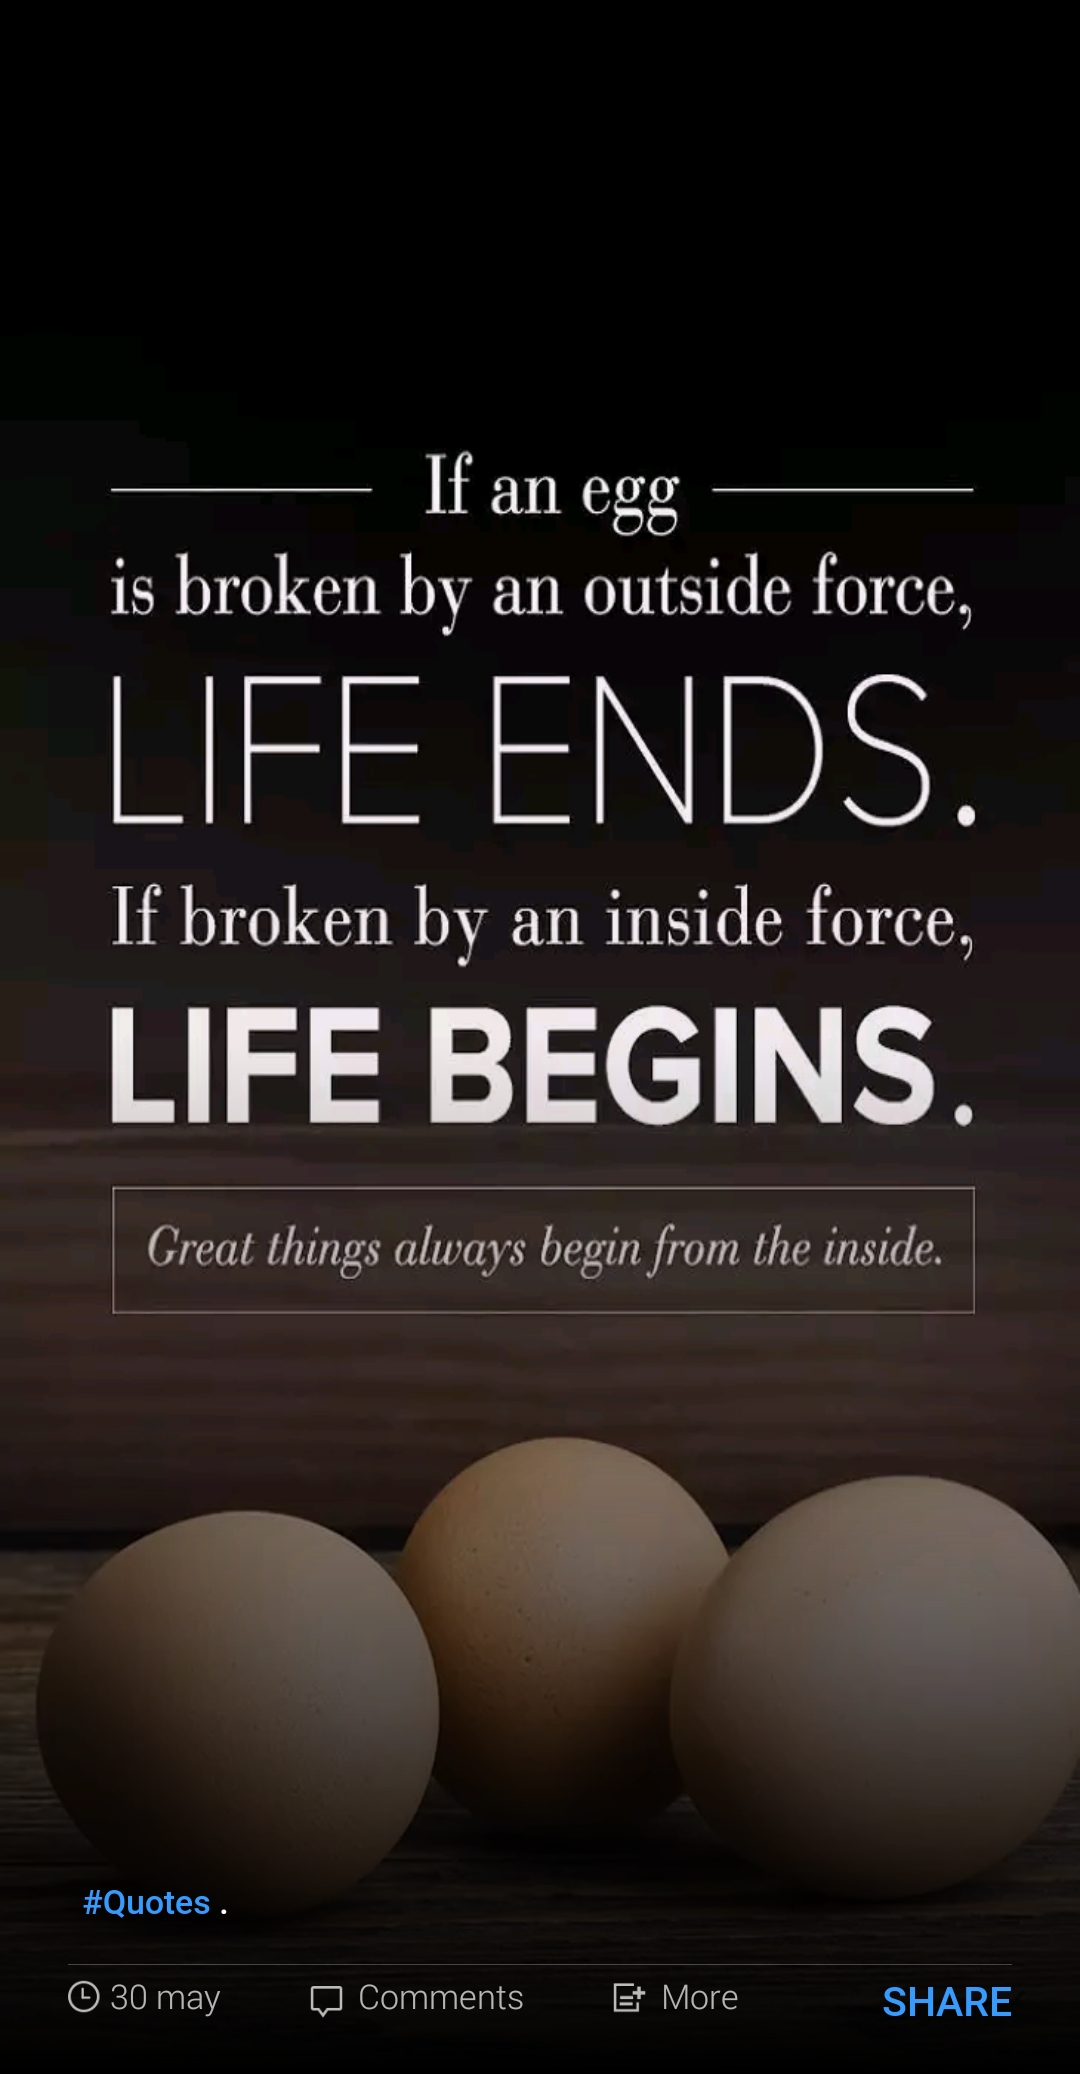 If an egg
is broken by an outside force,
LIFE ENDS.
If broken by an inside force,
LIFE BEGINS.
Great things always begin from the inside.
#Quotes .
30 may Comments More SHARE